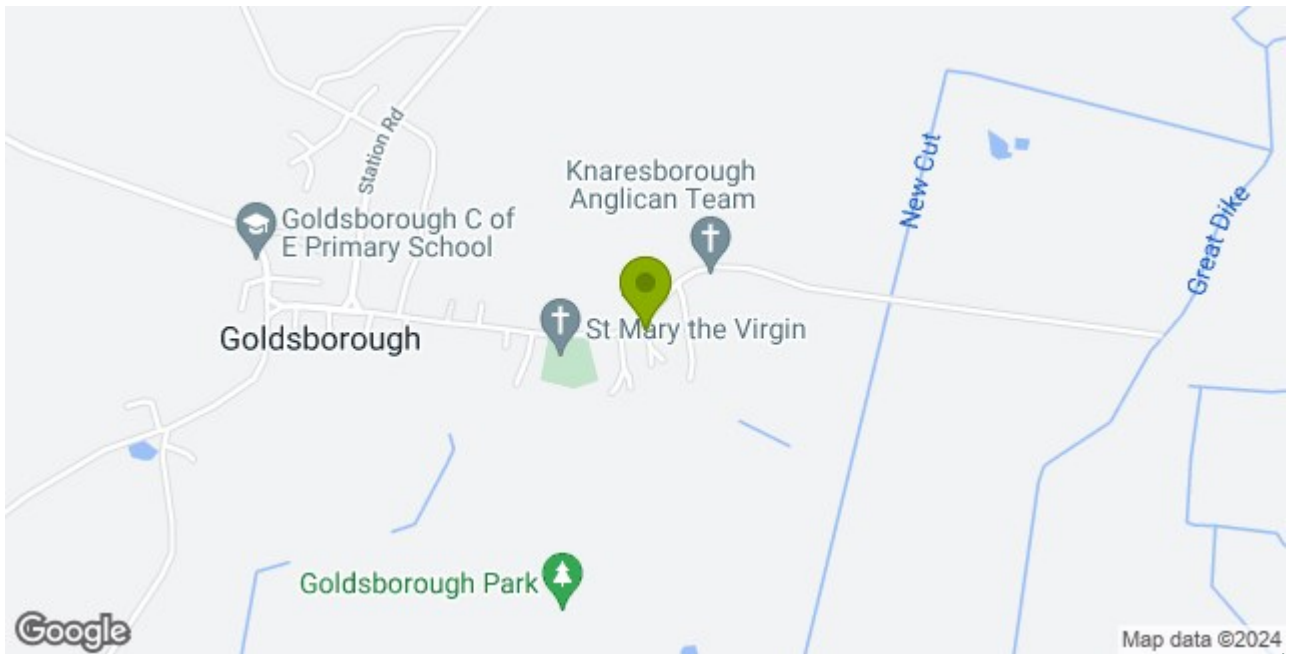 Station Rd
Knaresborough
Anglican Team
New Cut
Great Dike
Goldsborough C of
E Primary School
St Mary the Virgin
Goldsborough
Goldsborough Park
Google
Map data ©2024